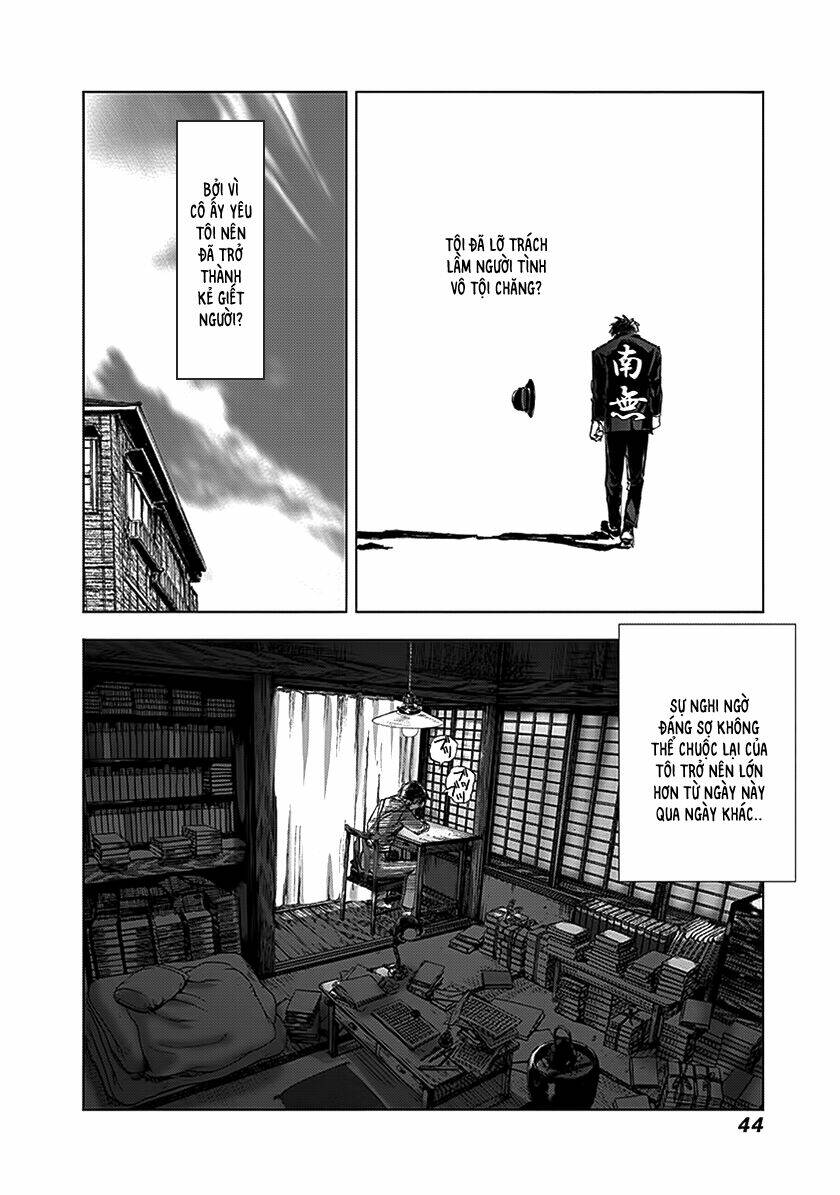 TỘI ĐÃ LỠ TRÁCH
LẦM NGƯỜI TÌNH
VÔ TỘI CHĂNG?
南
無
BỞI VÌ
CÔ ẤY YÊU
TÔI NÊN
ĐÃ TRỞ
THÀNH
KẺ GIẾT
NGƯỜI?
SỰ NGHI NGỜ
ĐÁNG SỢ KHÔNG
THỂ CHUỘC LẠI CỦA
TÔI TRỞ NÊN LỚN
HƠN TỪ NGÀY NÀY
QUA NGÀY KHÁC..
44